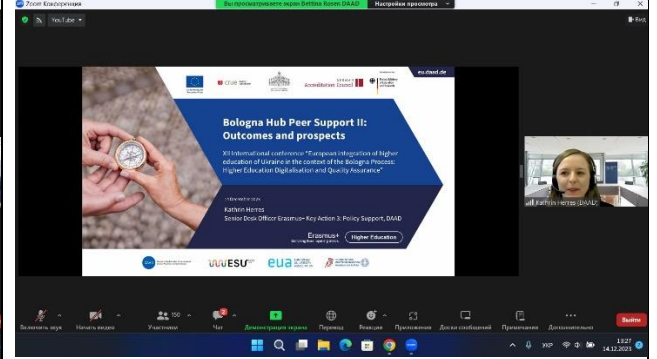 Zoom Конференция
Вы просматриваете экран Bettina Rosen DAAD
Настройки просмотра
YouTube
Вид
eu.daad.de
Bologna Hub Peer Support II:
Outcomes and prospects
XII International conference "European integration of higher
education of Ukraine in the context of the Bologna Process:
Higher Education Digitalisation and Quality Assurance"
Kathrin Herres
Senior Desk Officer Erasmus+ Key Action 3: Policy Support, DAAD
Erasmus+
Higher Education
ESU
eua
Kathrin Herres (DAAD)
150
Включить звук
Начать видео
Участники
Чат
Демонстрация экрана
Перевод
Реакции
Приложения
Доски сообщений
Примечания
Дополнительно
Выйти
УКР
13:27
14.12.2023